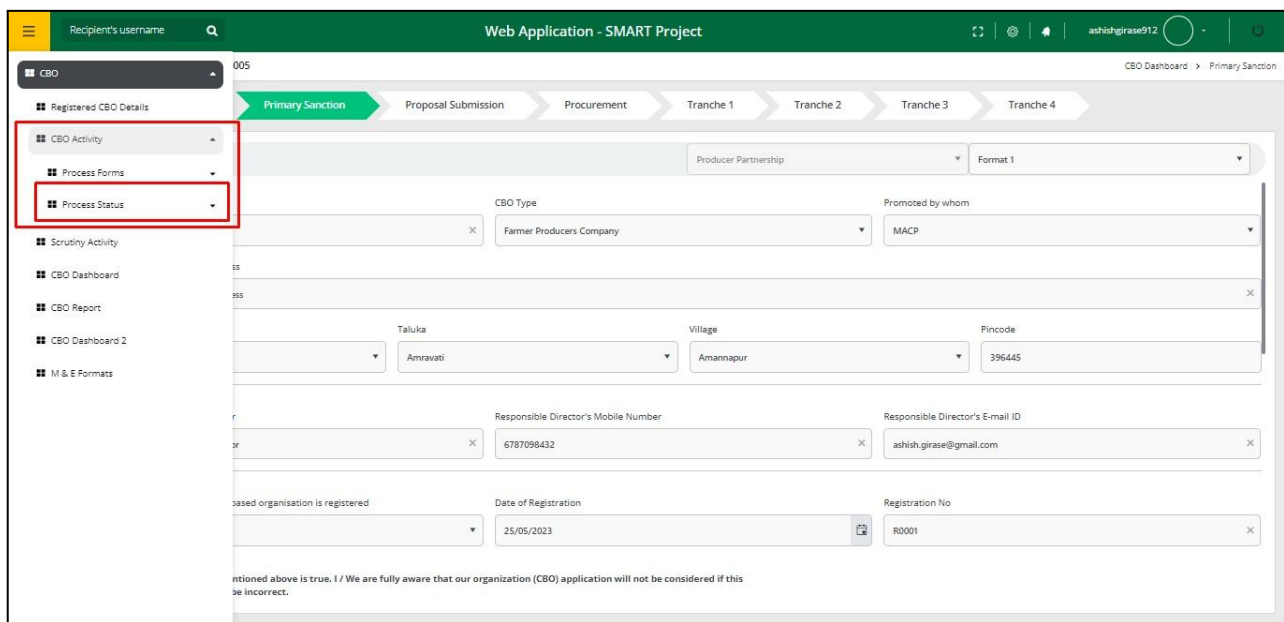 Recipient's username
Web Application - SMART Project
ashishgirase912
CBO
005
CBO Dashboard > Primary Sanction
Registered CBO Details
Primary Sanction
Proposal Submission
Procurement
Tranche 1
Tranche 2
Tranche 3
Tranche 4
CBO Activity
Producer Partnership
Format 1
Process Forms
Process Status
CBO Type
Promoted by whom
Farmer Producers Company
MACP
Scrutiny Activity
CBO Dashboard
ss
ess
CBO Report
Taluka
Village
Pincode
CBO Dashboard 2
Amravati
Amannapur
396445
M & E Formats
r
Responsible Director's Mobile Number
Responsible Director's E-mail ID
or
6787098432
ashish.girase@gmail.com
based organisation is registered
Date of Registration
Registration No
25/05/2023
R0001
ntioned above is true. I / We are fully aware that our organization (CBO) application will not be considered if this
be incorrect.